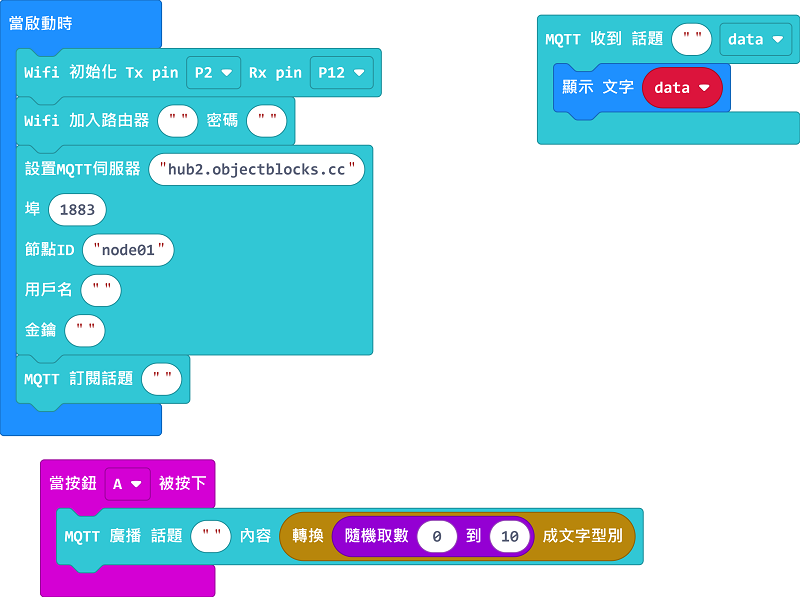 當啟動時
Wifi 初始化 Tx pin P2 Rx pin P12
Wifi 加入路由器 " " 密碼 " "
設置MQTT伺服器 "hub2.objectblocks.cc"
埠 1883
節點ID "node01"
用戶名 " "
金鑰 " "
MQTT 訂閱話題 " "
MQTT 收到 話題 " " data
顯示 文字 data
當按鈕 A 被按下
MQTT 廣播 話題 " " 內容 轉換 隨機取數 0 到 10 成文字型別